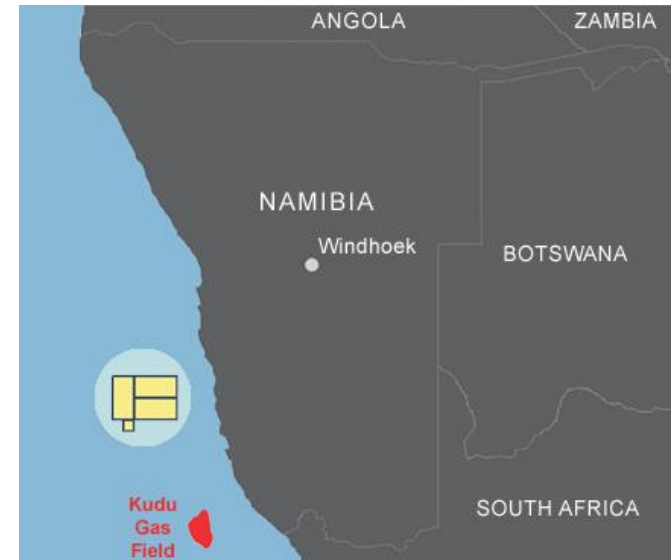 ANGOLA
ZAMBIA
NAMIBIA
Windhoek
BOTSWANA
SOUTH AFRICA
Kudu
Gas
Field